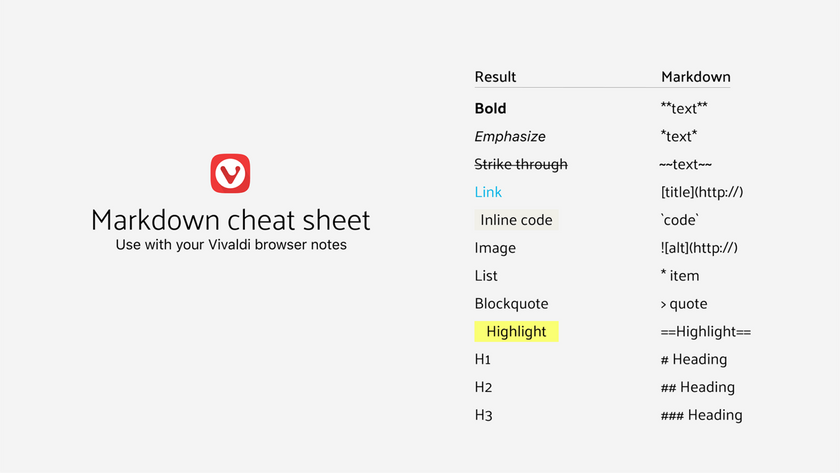 Markdown cheat sheet
Use with your Vivaldi browser notes
Result Markdown
Bold **text**
Emphasize *text*
Strike through ~~text~~
Link [title](http://)
Inline code `code`
Image ![alt](http://)
List * item
Blockquote > quote
Highlight ==Highlight==
H1 # Heading
H2 ## Heading
H3 ### Heading